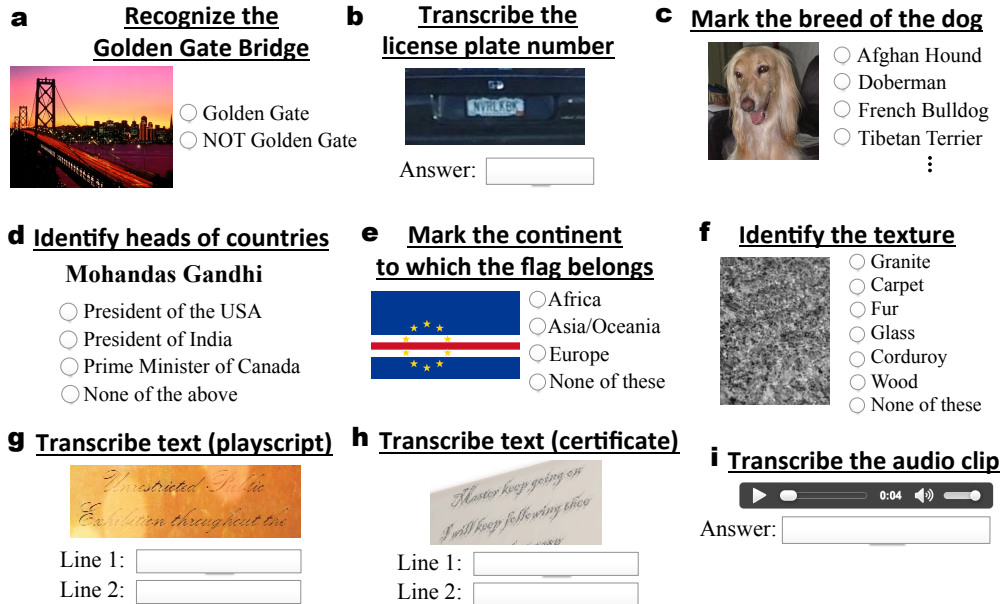 a
Recognize the
Golden Gate Bridge
Golden Gate
NOT Golden Gate
b
Transcribe the
license plate number
NVRLKBK
Answer:
c
Mark the breed of the dog
Afghan Hound
Doberman
French Bulldog
Tibetan Terrier
d
Identify heads of countries
Mohandas Gandhi
President of the USA
President of India
Prime Minister of Canada
None of the above
e
Mark the continent
to which the flag belongs
Africa
Asia/Oceania
Europe
None of these
f
Identify the texture
Granite
Carpet
Fur
Glass
Corduroy
Wood
None of these
g
Transcribe text (playscript)
Unrestricted Public
Exhibition throughout the
Line 1:
Line 2:
h
Transcribe text (certificate)
Master keep going on
I will keep following thoo
Line 1:
Line 2:
i
Transcribe the audio clip
0:04
Answer: